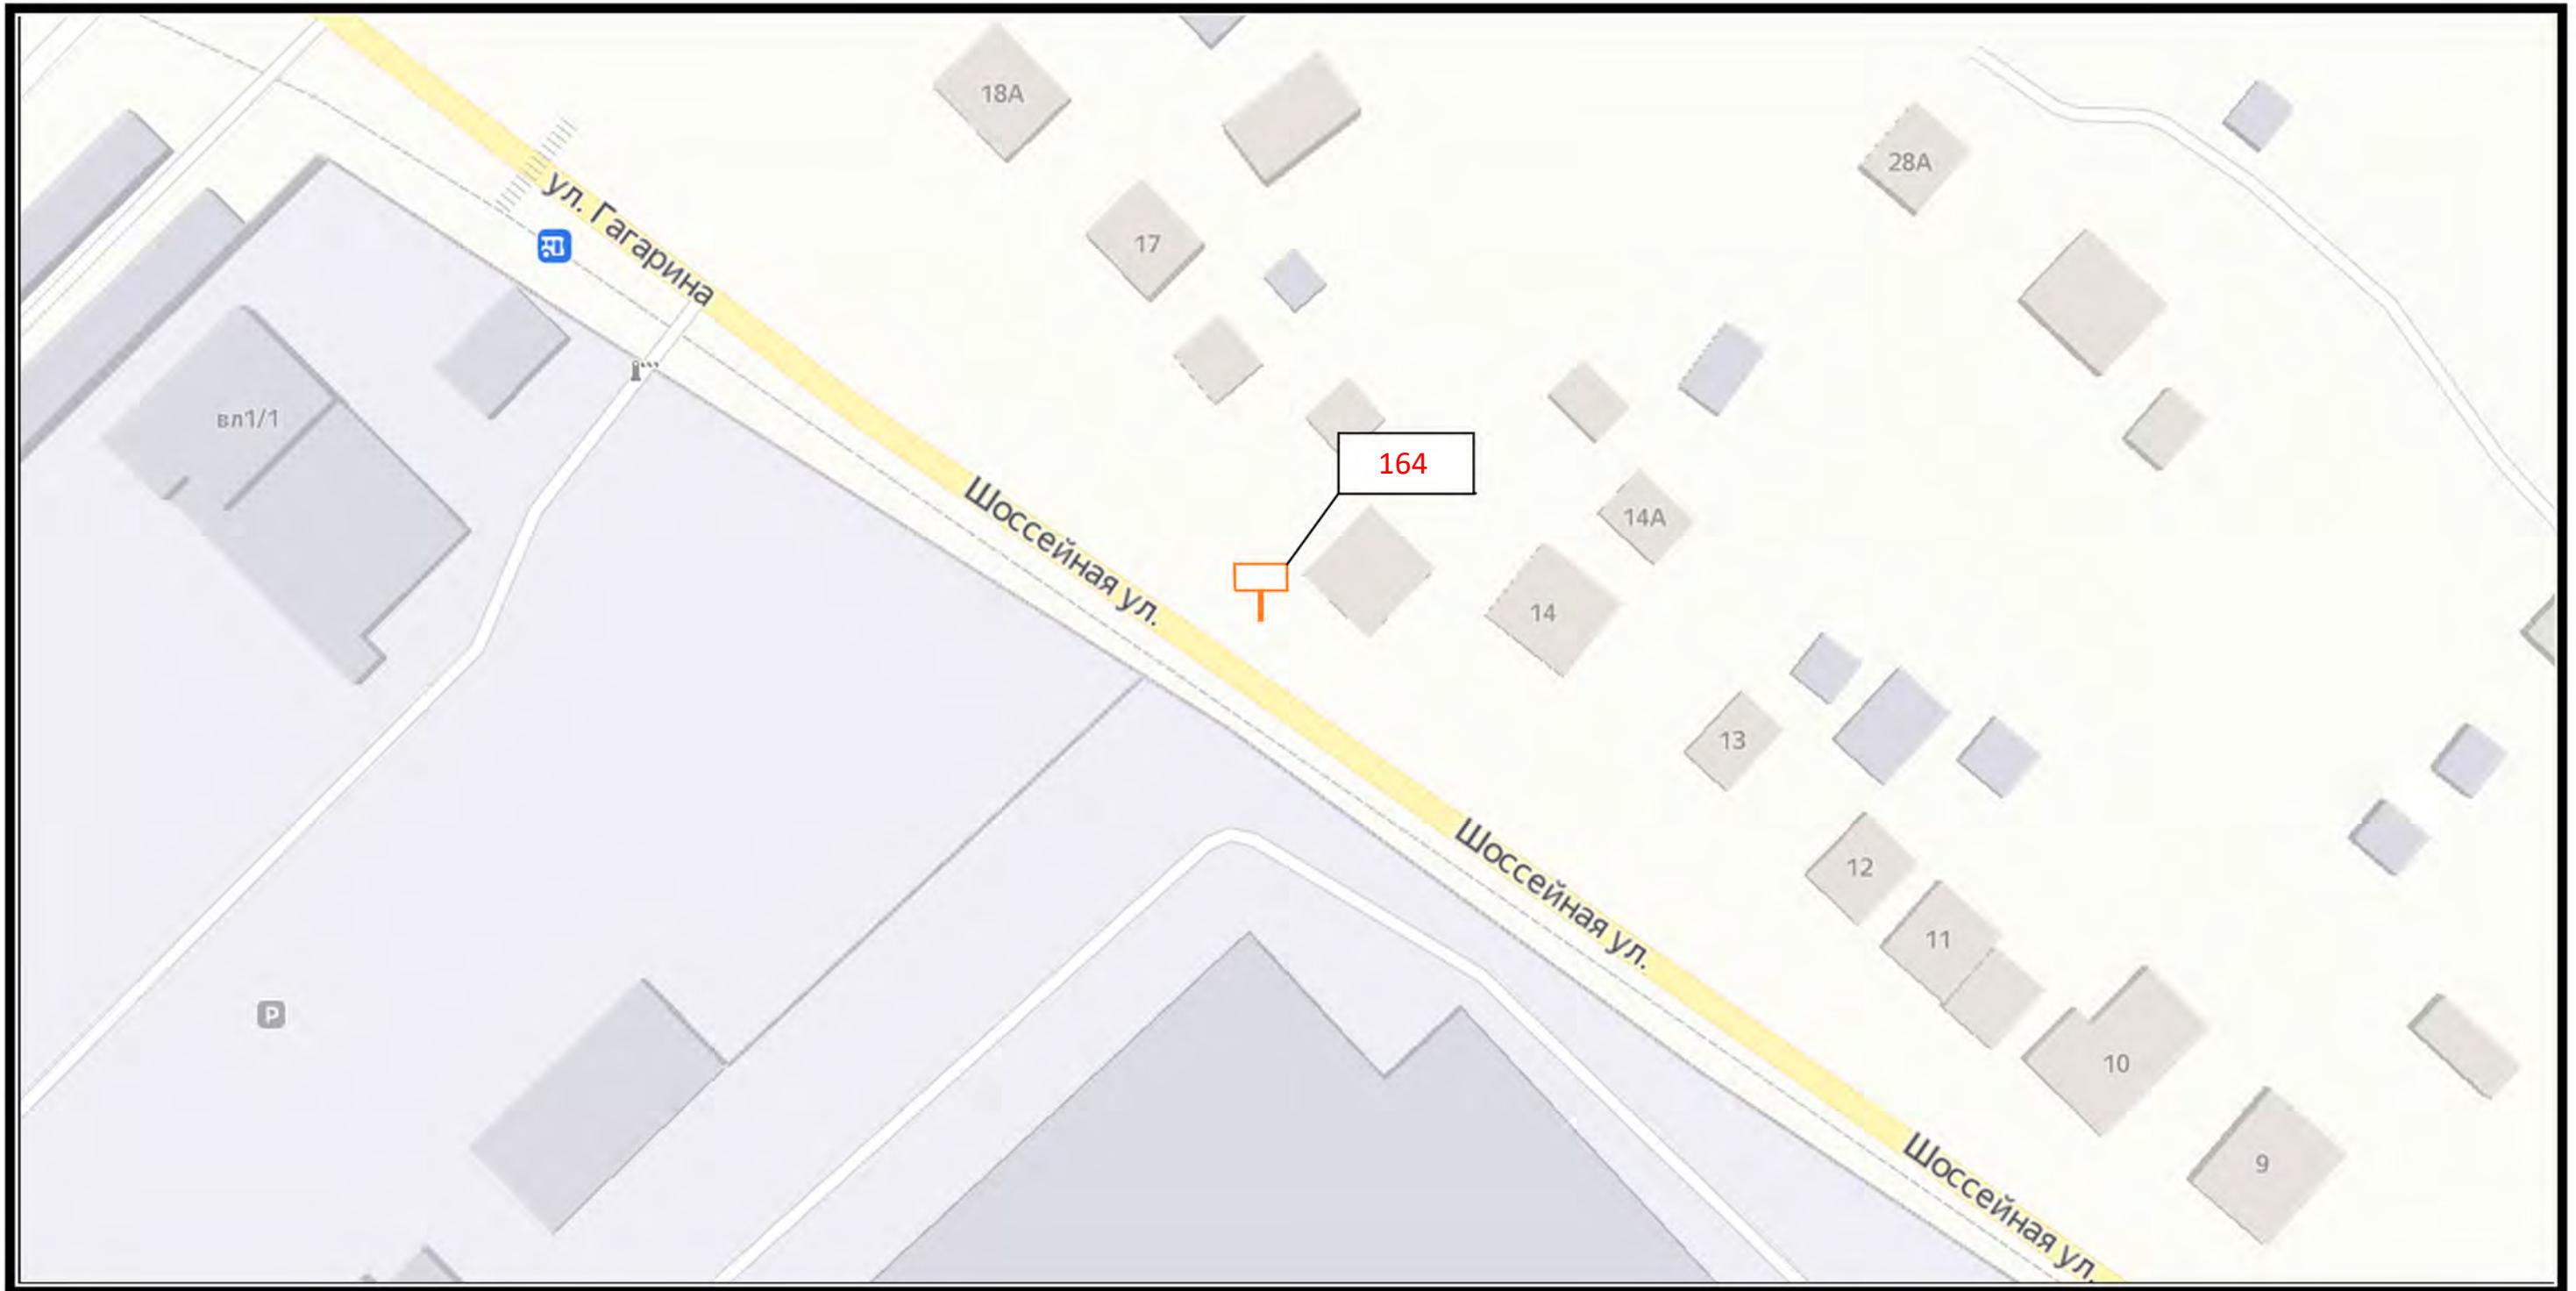 18А
28А
ул. Гагарина
17
вл1/1
164
Шоссейная ул.
14А
14
13
Шоссейная ул.
12
11
P
10
Шоссейная ул.
9